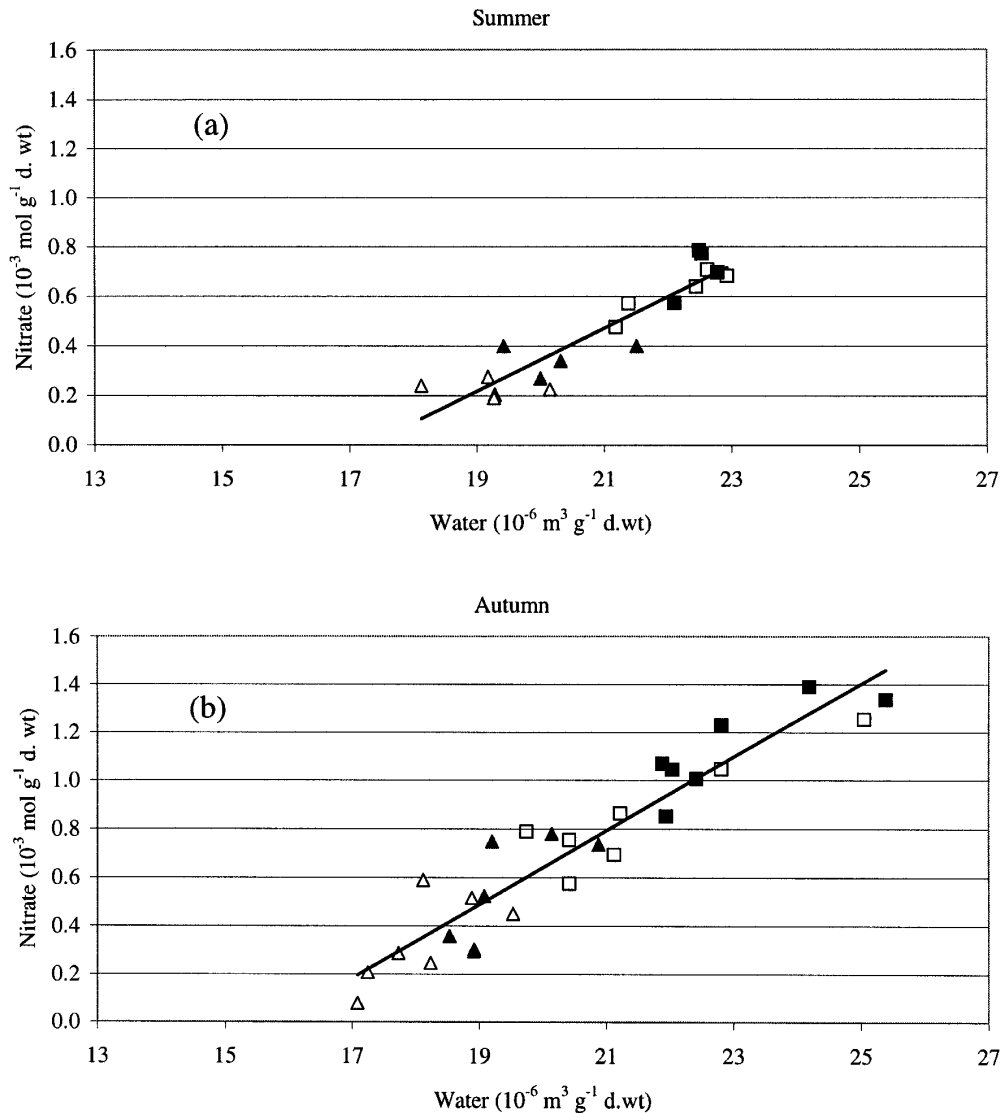 Summer
1.6
1.4
(a)
1.2
1.0
0.8
0.6
0.4
0.2
0.0
Nitrate (10⁻³ mol g⁻¹ d. wt)
13 15 17 19 21 23 25 27
Water (10⁻⁶ m³ g⁻¹ d.wt)
Autumn
1.6
1.4
(b)
1.2
1.0
0.8
0.6
0.4
0.2
0.0
Nitrate (10⁻³ mol g⁻¹ d. wt)
13 15 17 19 21 23 25 27
Water (10⁻⁶ m³ g⁻¹ d.wt)